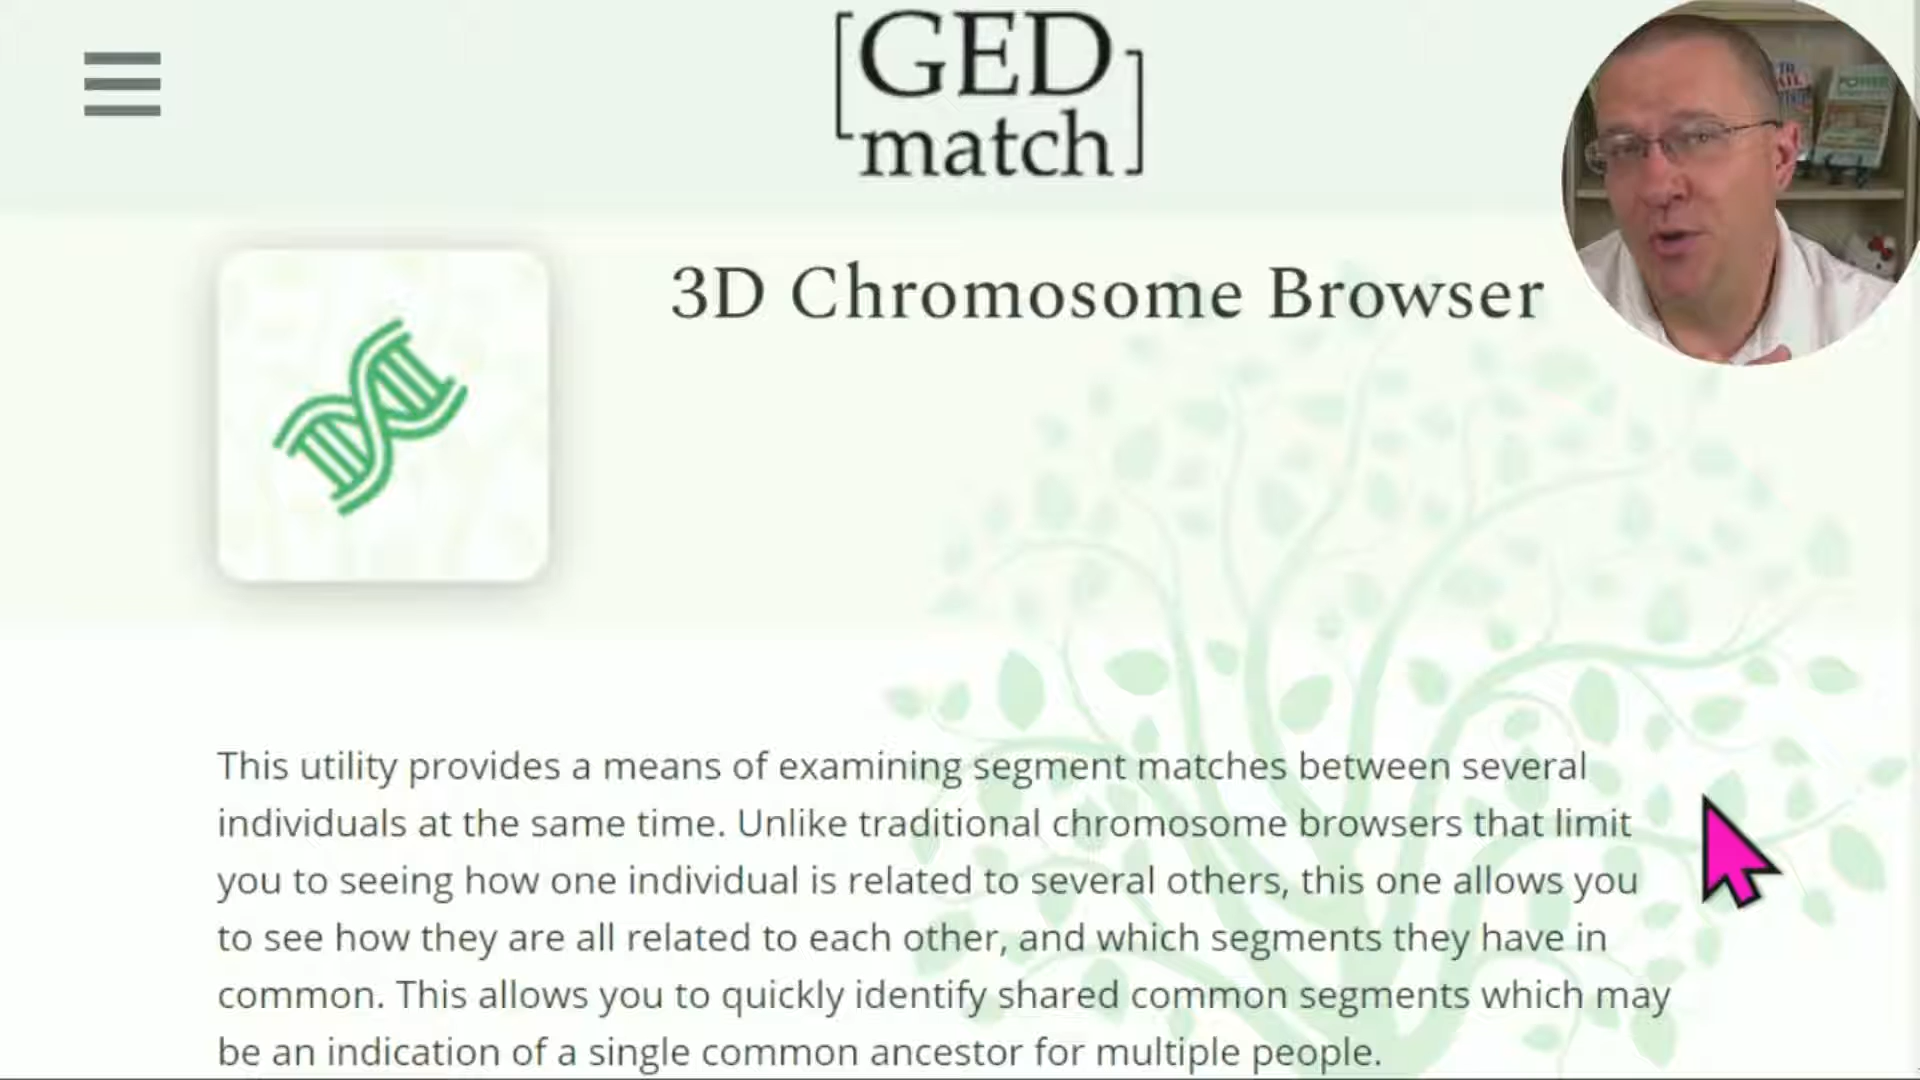 GED
match
3D Chromosome Browser
POWER
This utility provides a means of examining segment matches between several
individuals at the same time. Unlike traditional chromosome browsers that limit
you to seeing how one individual is related to several others, this one allows you
to see how they are all related to each other, and which segments they have in
common. This allows you to quickly identify shared common segments which may
be an indication of a single common ancestor for multiple people.